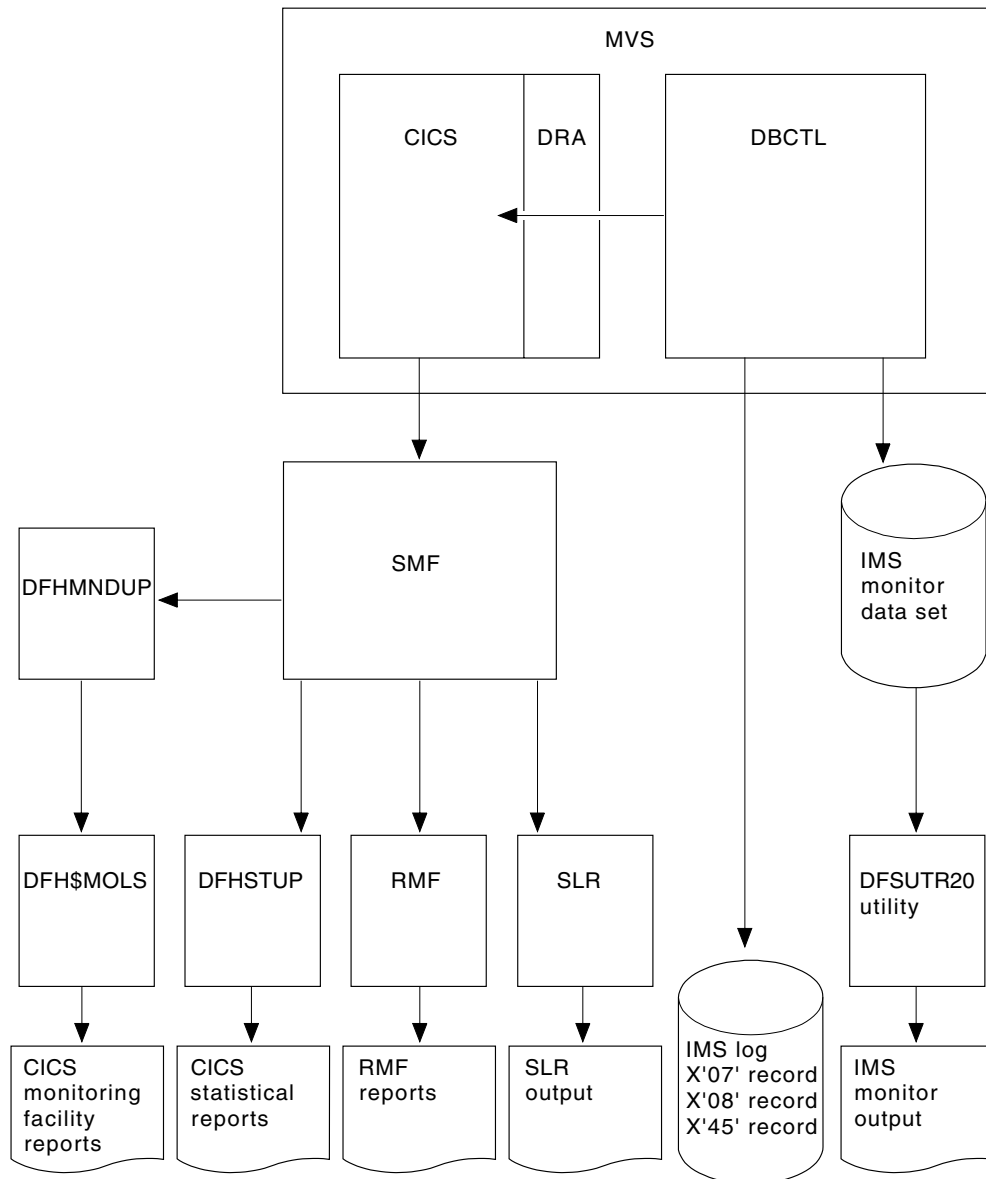 MVS
CICS
DRA
DBCTL
SMF
DFHMNDUP
IMS
monitor
data set
DFH$MOLS
DFHSTUP
RMF
SLR
DFSUTR20
utility
CICS
monitoring
facility
reports
CICS
statistical
reports
RMF
reports
SLR
output
IMS log
X'07' record
X'08' record
X'45' record
IMS
monitor
output